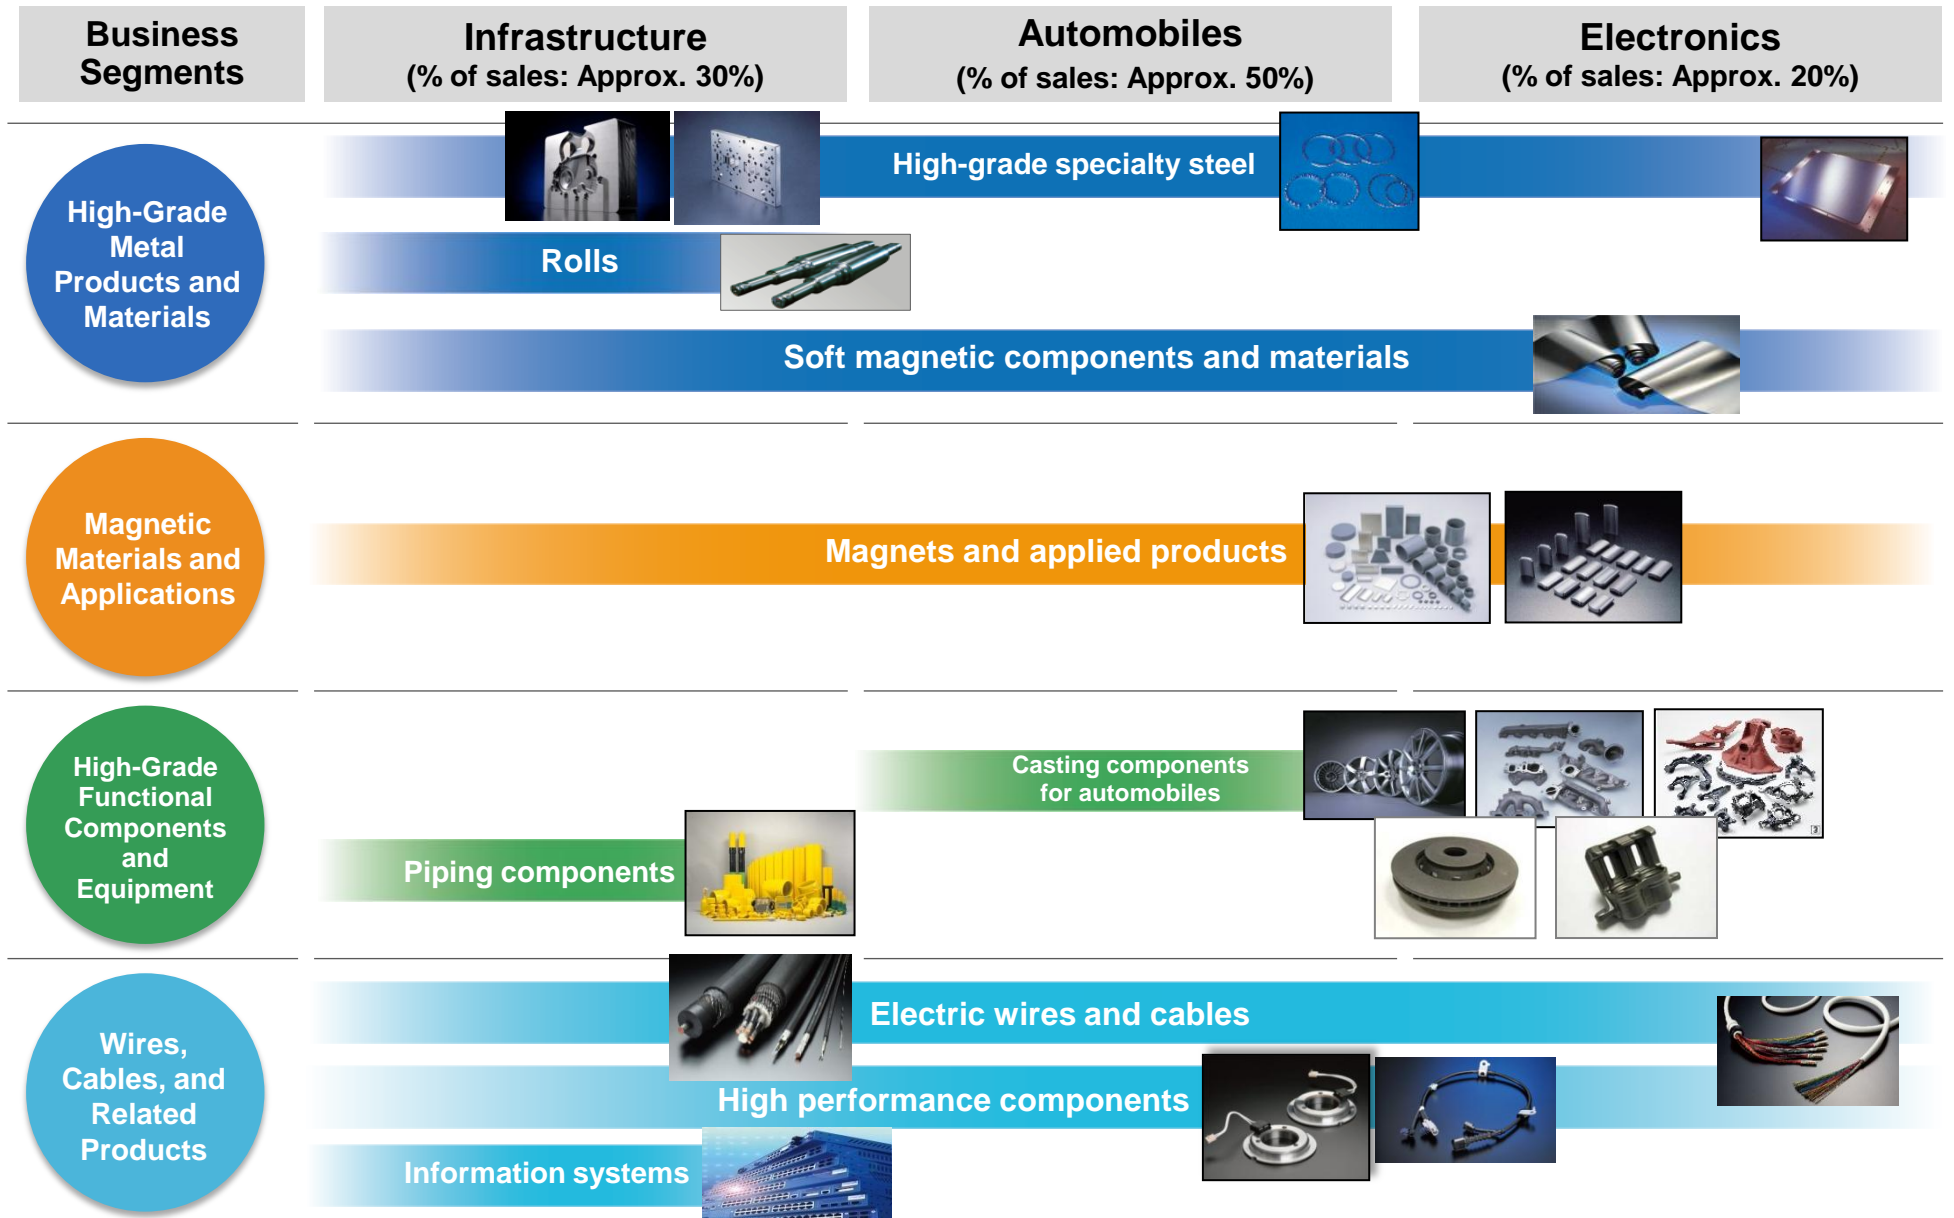 Business
Segments
Infrastructure
(% of sales: Approx. 30%)
Automobiles
(% of sales: Approx. 50%)
Electronics
(% of sales: Approx. 20%)
High-Grade
Metal
Products and
Materials
High-grade specialty steel
Rolls
Soft magnetic components and materials
Magnetic
Materials and
Applications
Magnets and applied products
High-Grade
Functional
Components
and
Equipment
Casting components
for automobiles
Piping components
Wires,
Cables, and
Related
Products
Electric wires and cables
High performance components
Information systems